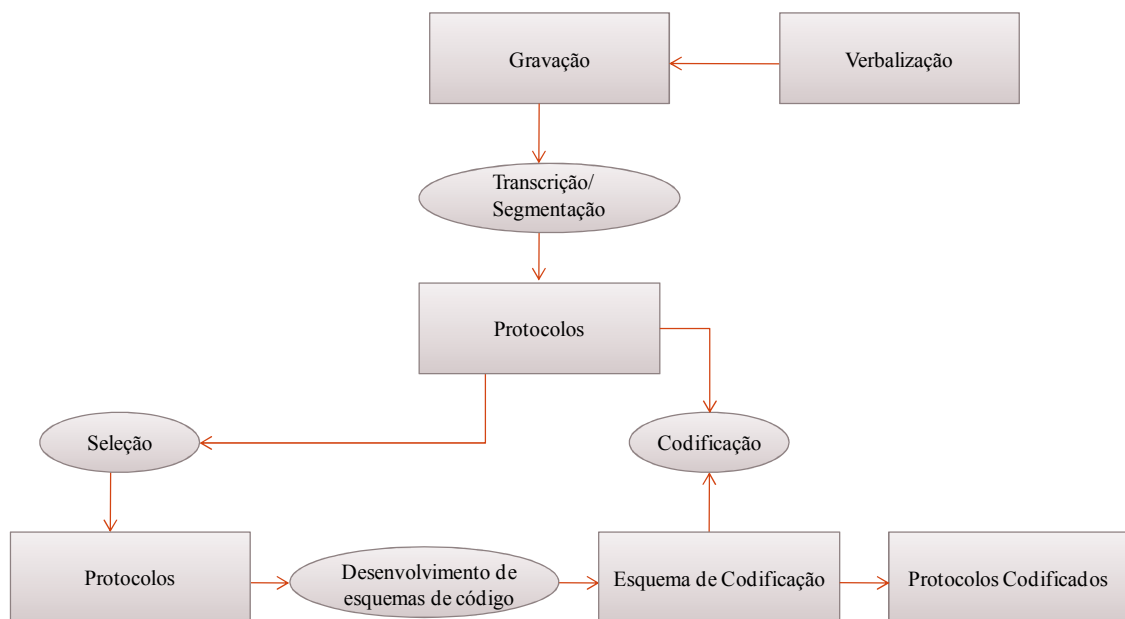 Gravação
Verbalização
Transcrição/
Segmentação
Protocolos
Seleção
Codificação
Protocolos
Desenvolvimento de
esquemas de código
Esquema de Codificação
Protocolos Codificados